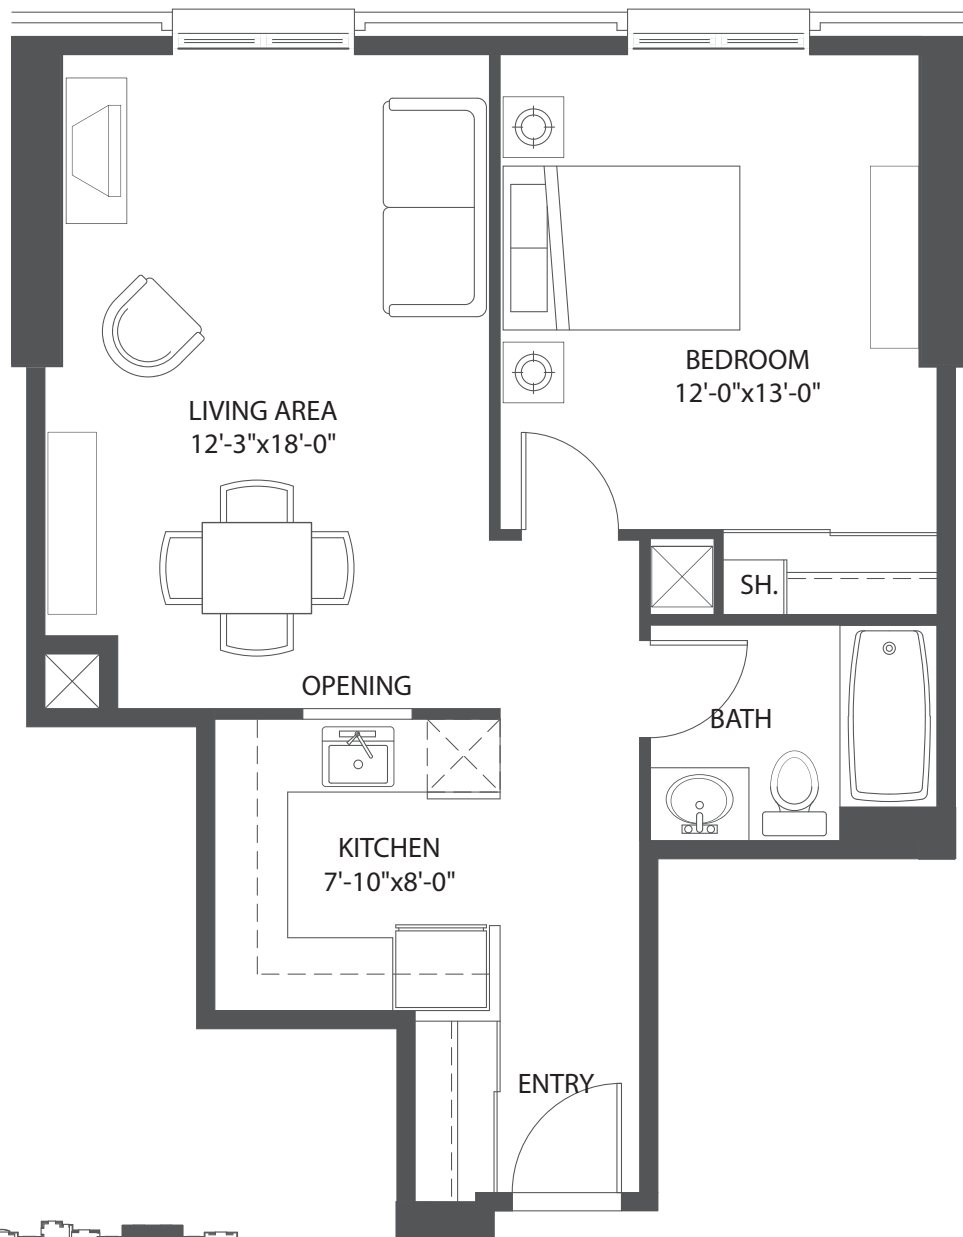 BEDROOM
12'-0"x13'-0"
LIVING AREA
12'-3"x18'-0"
SH.
OPENING
BATH
KITCHEN
7'-10"x8'-0"
ENTRY